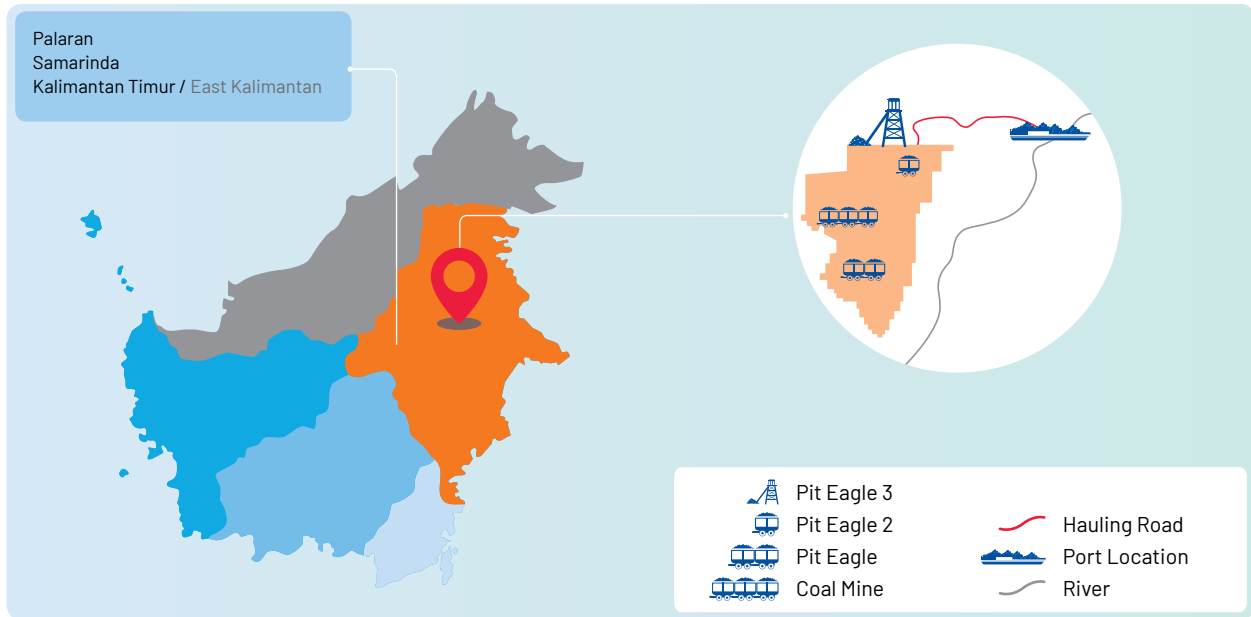 Palaran
Samarinda
Kalimantan Timur / East Kalimantan
Pit Eagle 3
Pit Eagle 2
Pit Eagle
Coal Mine
Hauling Road
Port Location
River